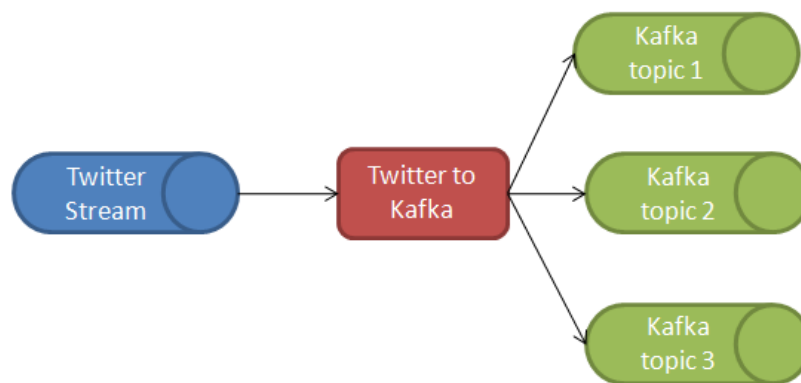 Twitter
Stream
Twitter to
Kafka
Kafka
topic 1
Kafka
topic 2
Kafka
topic 3